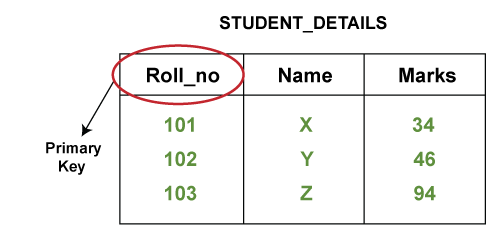 STUDENT_DETAILS
Roll_no Name Marks
101 X 34
102 Y 46
103 Z 94
Primary
Key